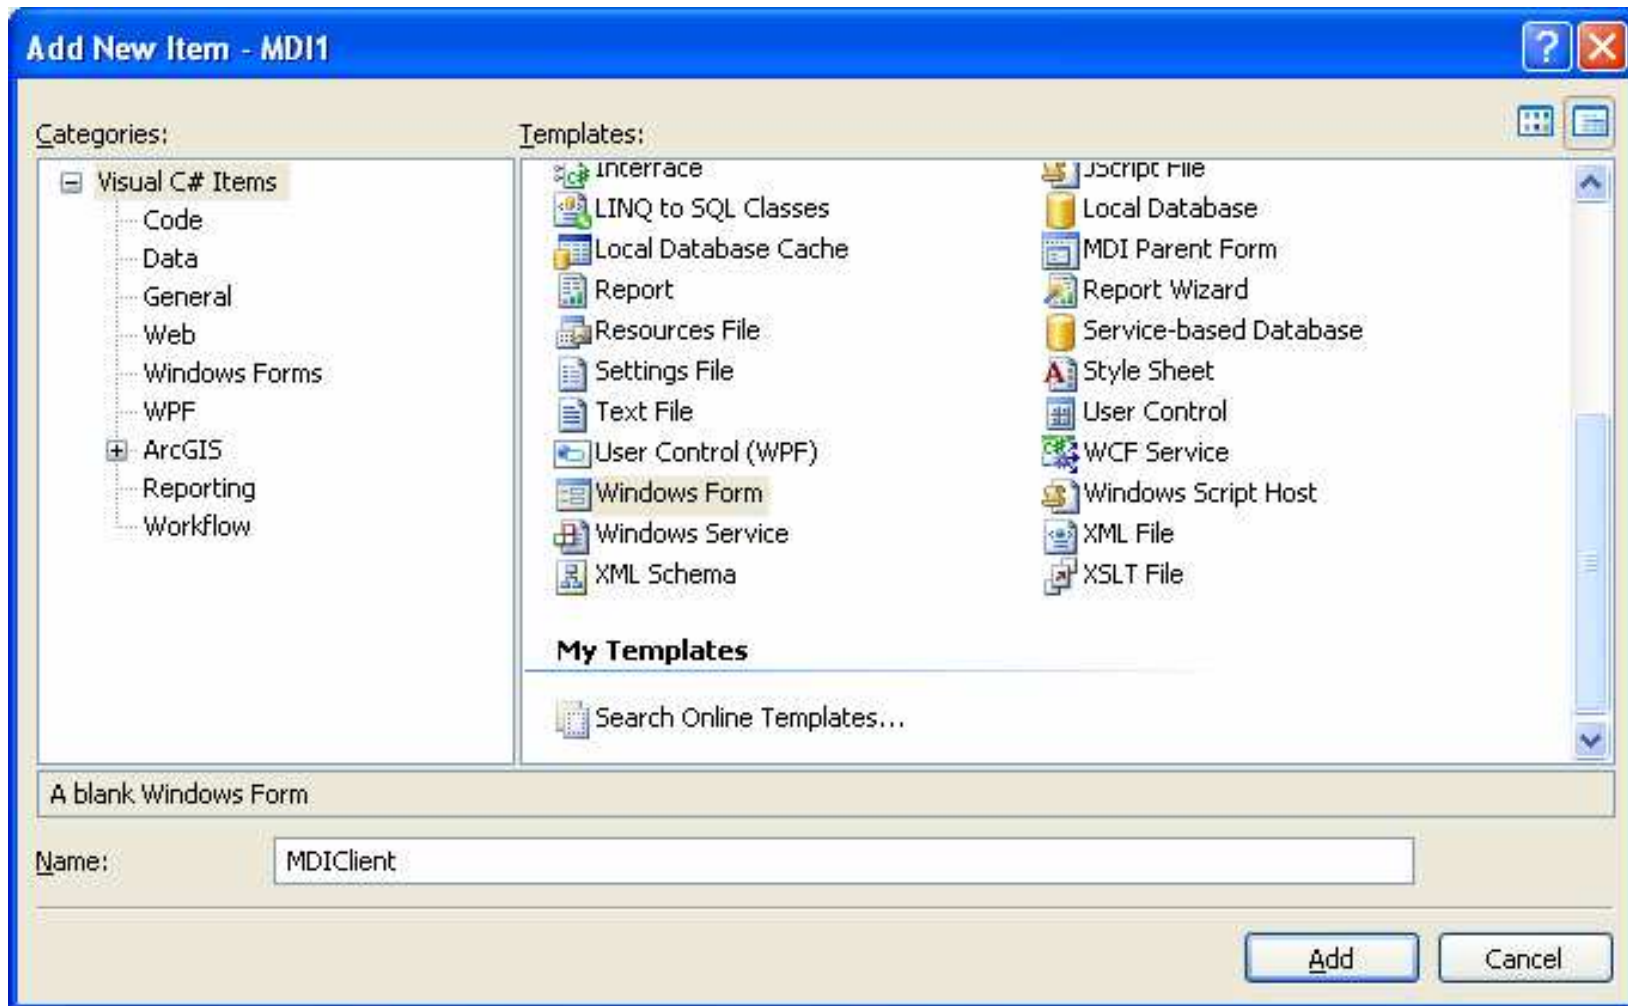 Add New Item - MDI1
Categories:
Templates:
Visual C# Items
Code
Data
General
Web
Windows Forms
WPF
ArcGIS
Reporting
Workflow
Interface
JScript File
LINQ to SQL Classes
Local Database
Local Database Cache
MDI Parent Form
Report
Report Wizard
Resources File
Service-based Database
Settings File
Style Sheet
Text File
User Control
User Control (WPF)
WCF Service
Windows Form
Windows Script Host
Windows Service
XML File
XML Schema
XSLT File
My Templates
Search Online Templates...
A blank Windows Form
Name:
MDIClient
Add
Cancel